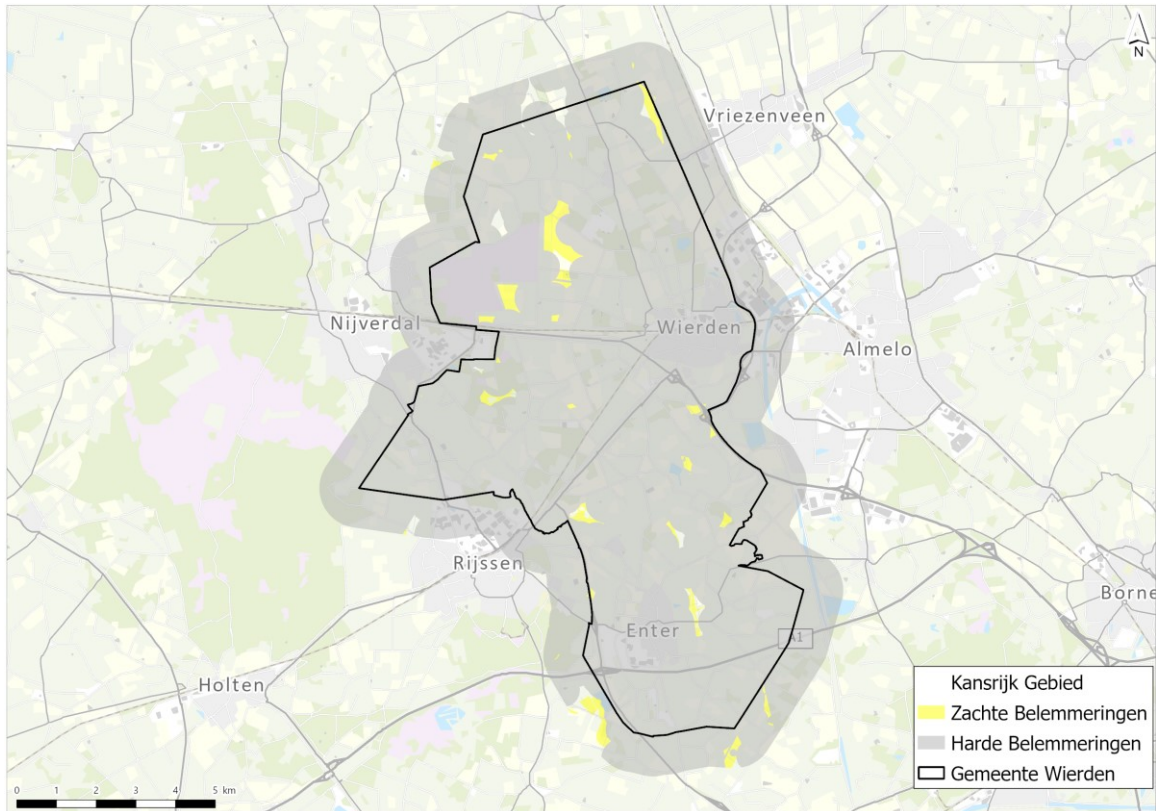 N
Vriezenveen
Nijverdal
Wierden
Almelo
Rijssen
Enter
A1
Borne
Holten
Kansrijk Gebied
Zachte Belemmeringen
Harde Belemmeringen
Gemeente Wierden
0 1 2 3 4 5 km